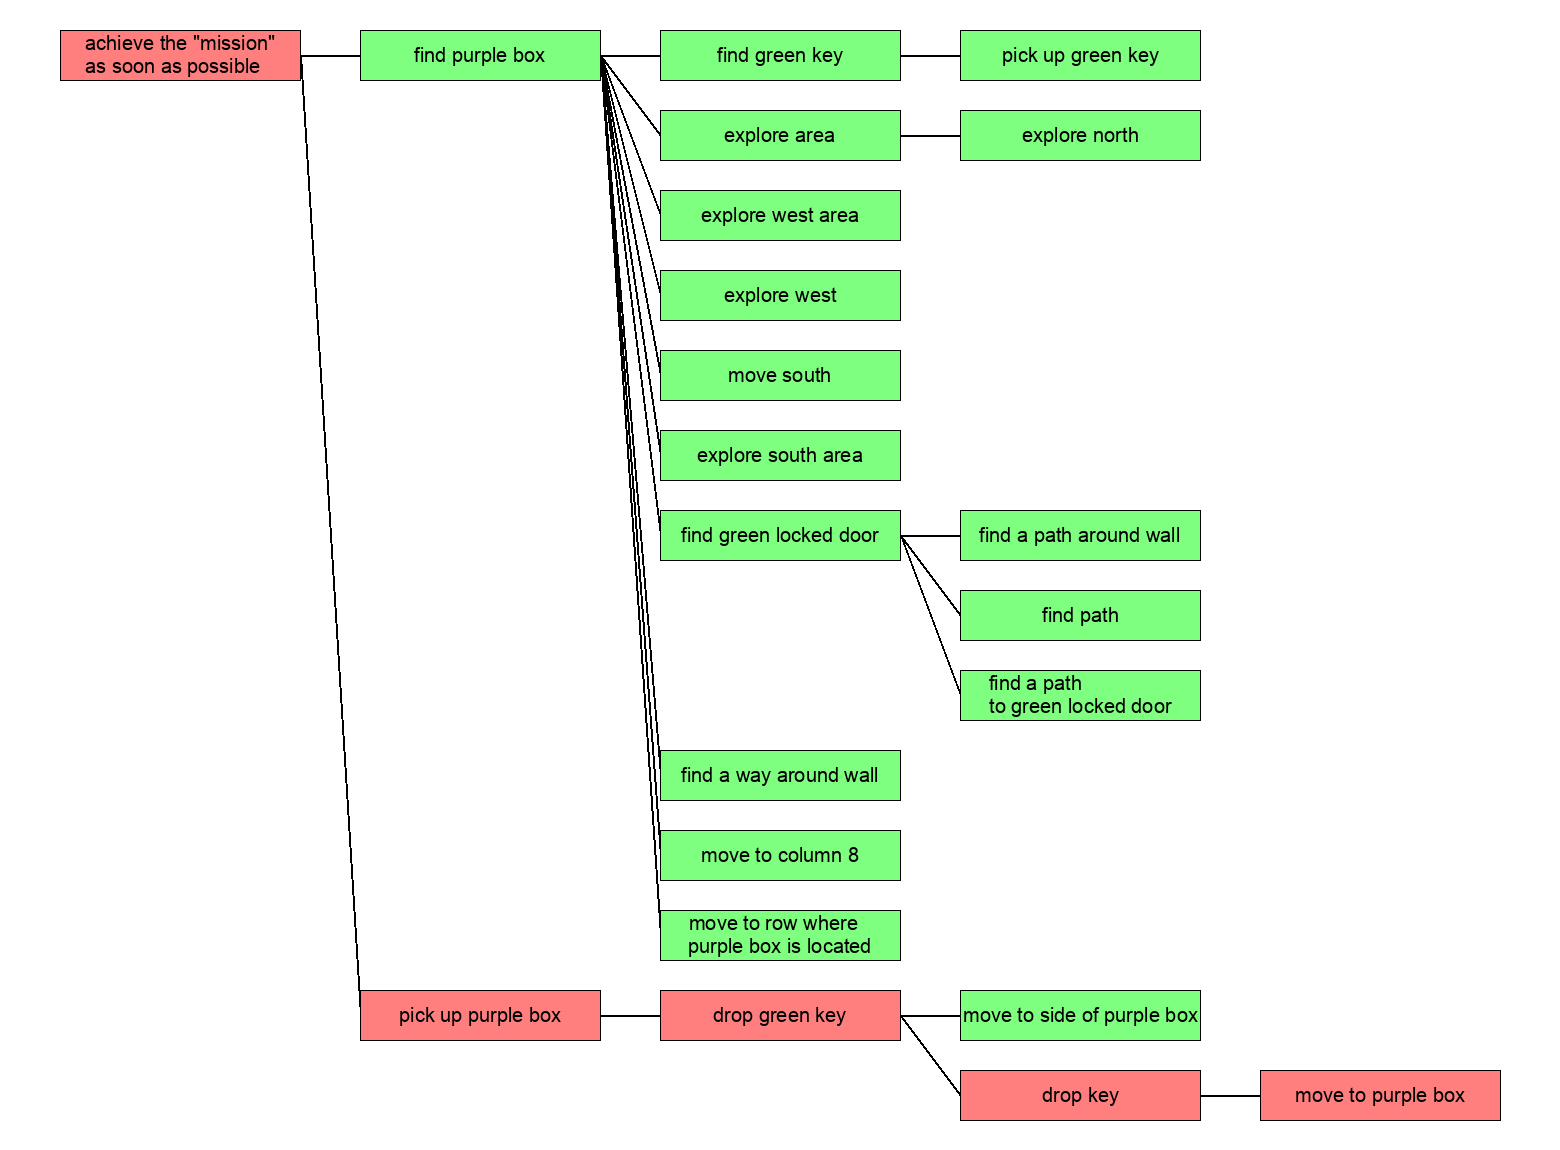 achieve the "mission"
as soon as possible
find purple box
find green key
pick up green key
explore area
explore north
explore west area
explore west
move south
explore south area
find green locked door
find a path around wall
find path
find a path
to green locked door
find a way around wall
move to column 8
move to row where
purple box is located
pick up purple box
drop green key
move to side of purple box
drop key
move to purple box